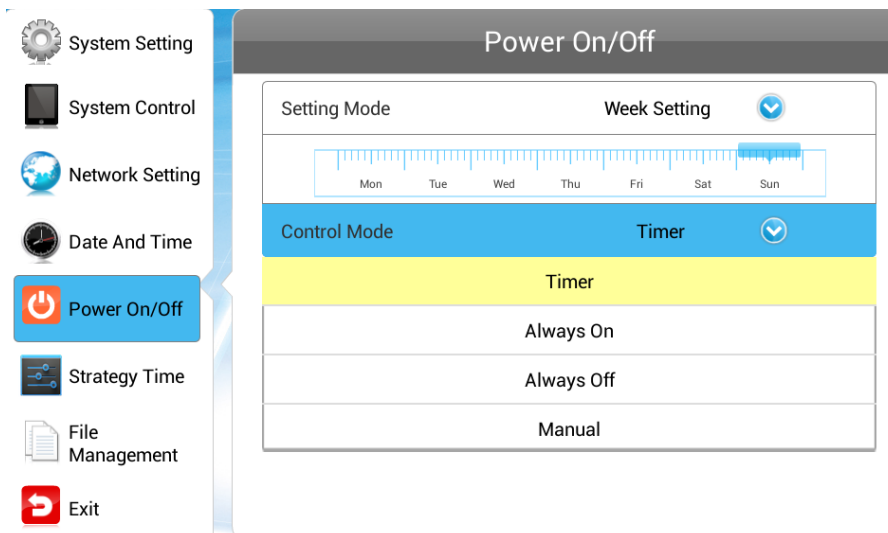 System Setting
System Control
Network Setting
Date And Time
Power On/Off
Strategy Time
File
Management
Exit
Power On/Off
Setting Mode Week Setting
Mon Tue Wed Thu Fri Sat Sun
Control Mode Timer
Timer
Always On
Always Off
Manual